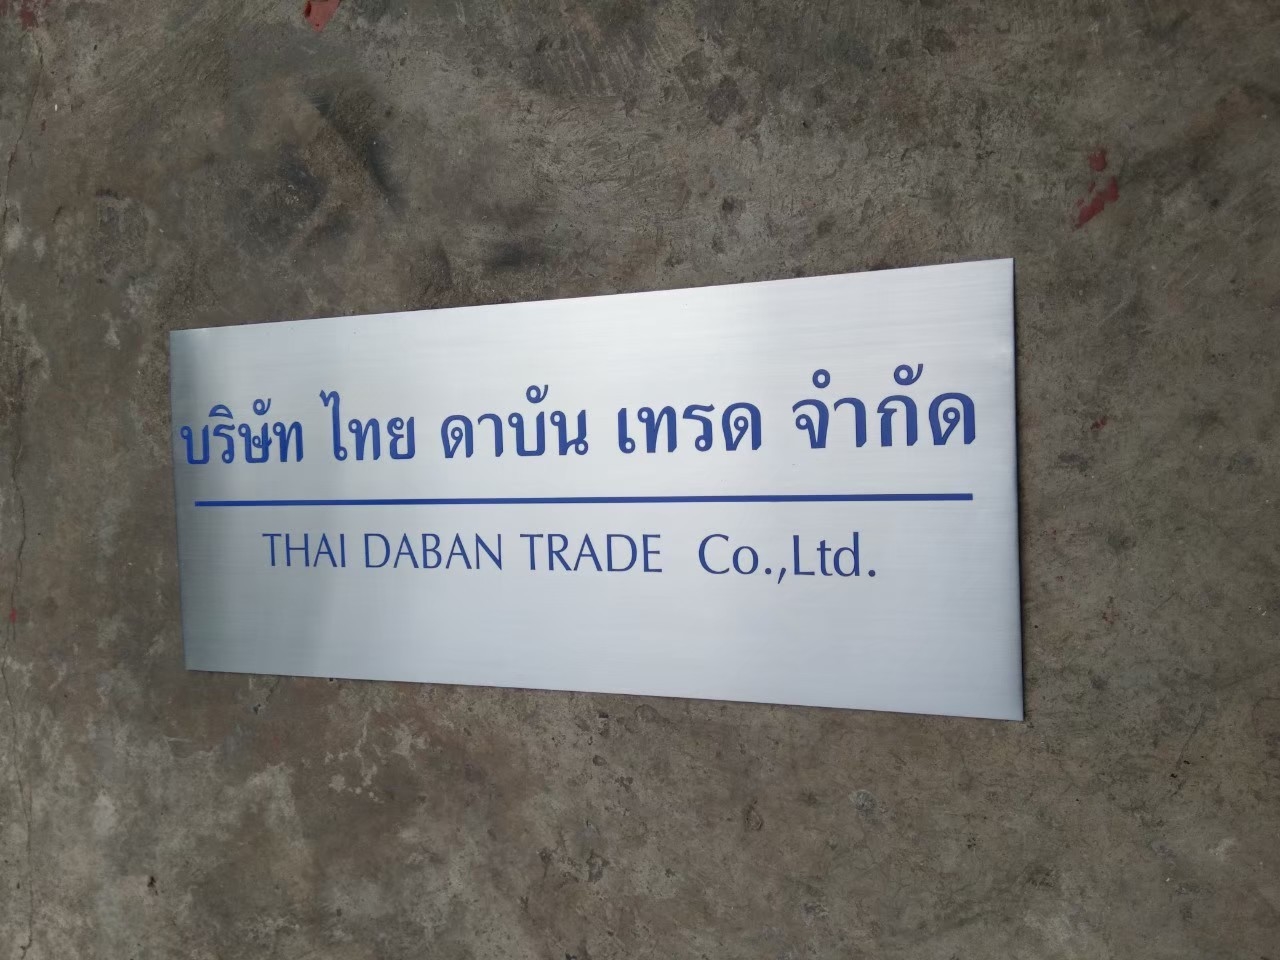 บริษัท ไทย ดาบัน เทรด จำกัด
THAI DABAN TRADE Co.,Ltd.